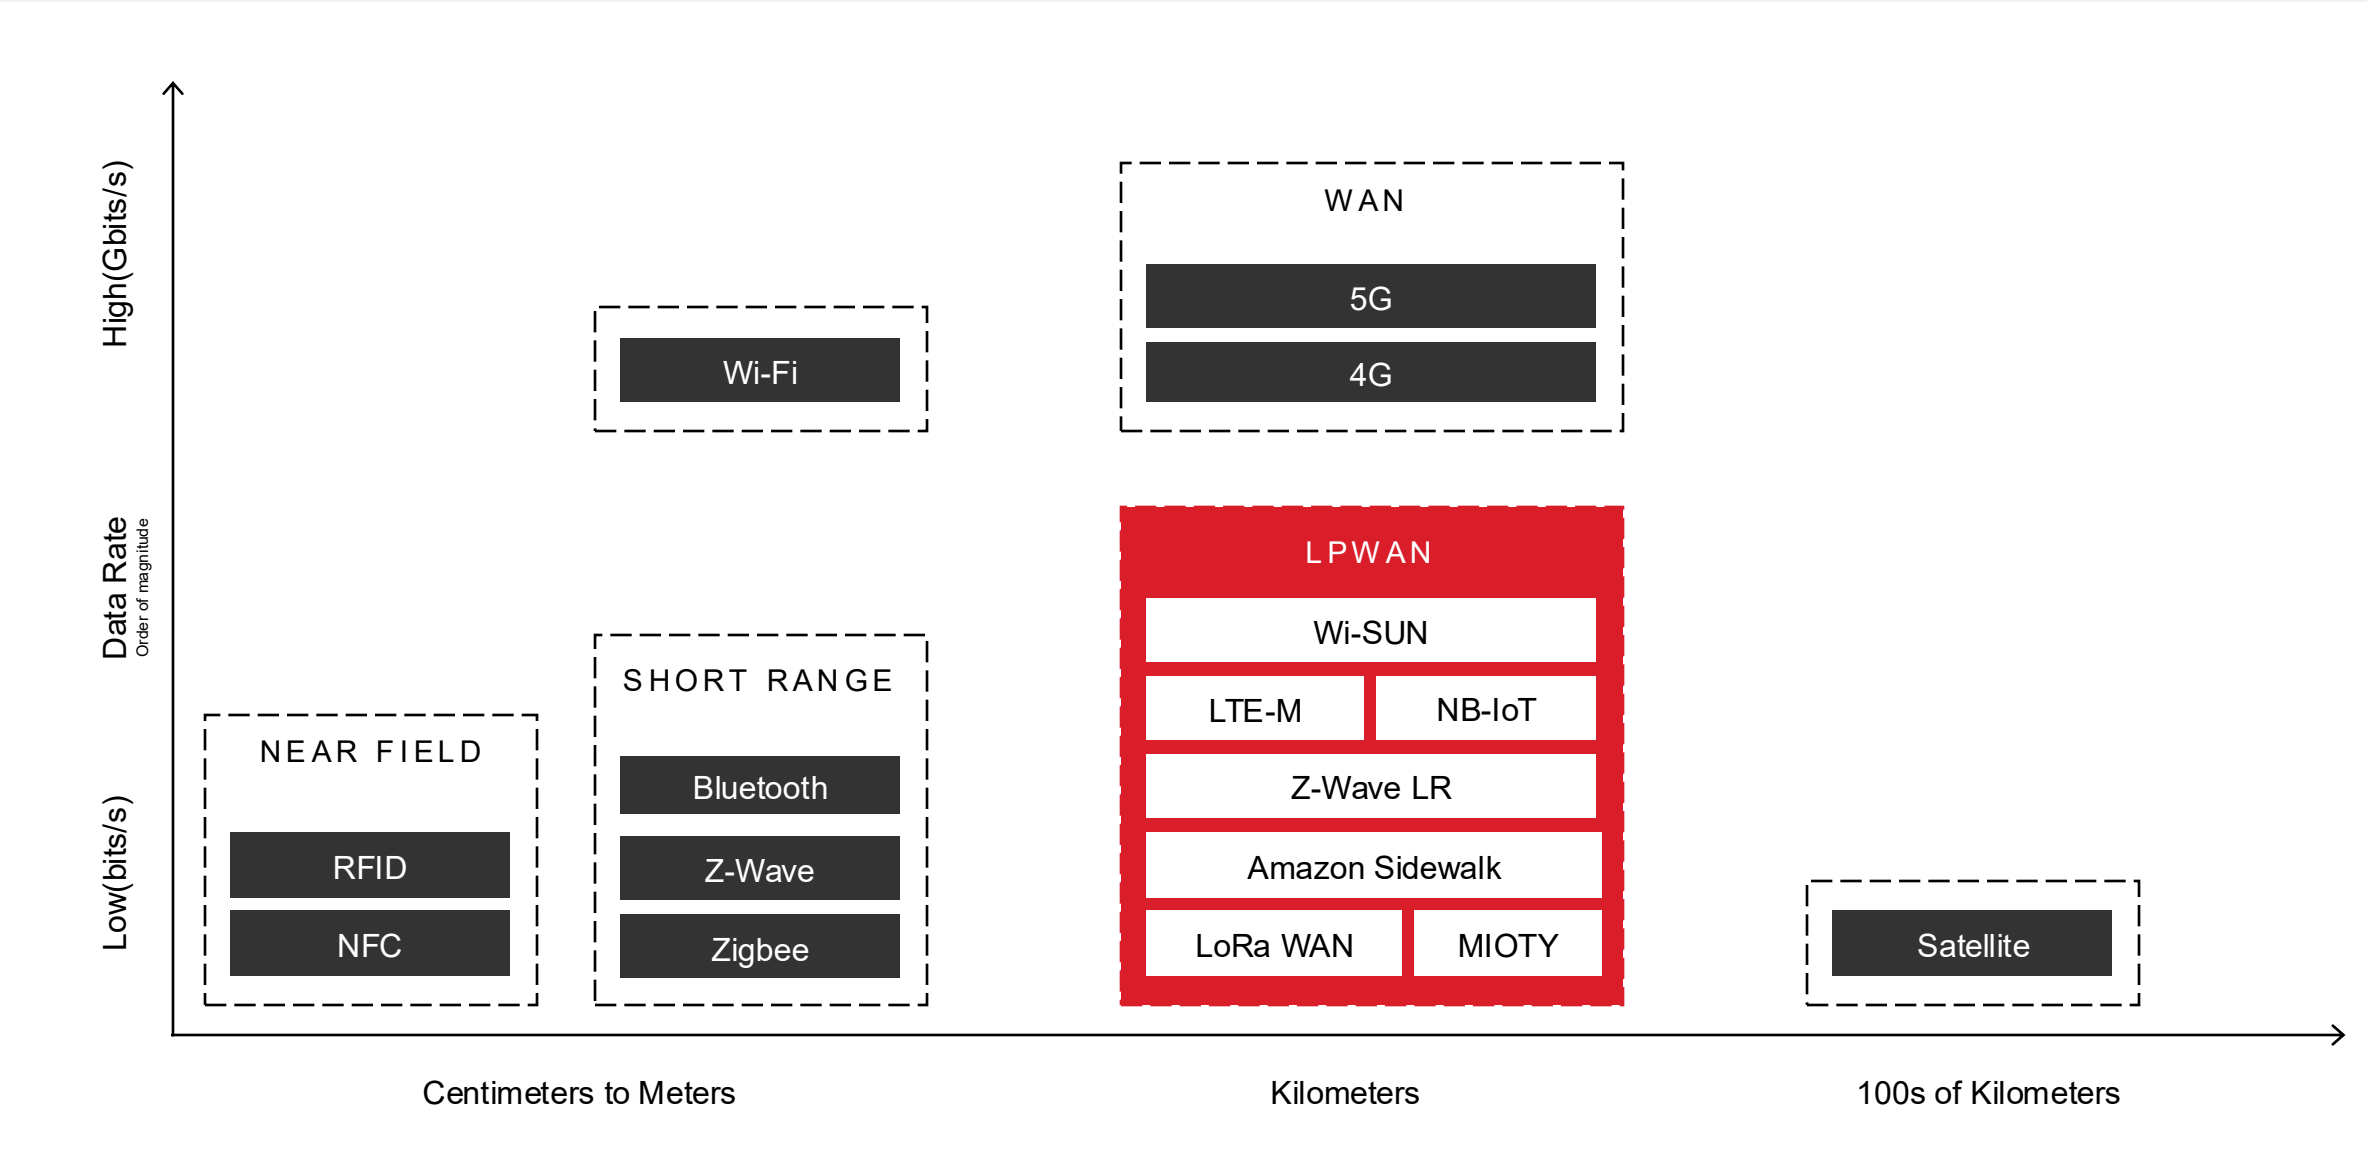 High(Gbits/s)
Data Rate
Order of magnitude
Low(bits/s)
NEAR FIELD
RFID
NFC
Wi-Fi
SHORT RANGE
Bluetooth
Z-Wave
Zigbee
WAN
5G
4G
LPWAN
Wi-SUN
LTE-M
NB-IoT
Z-Wave LR
Amazon Sidewalk
LoRa WAN
MIOTY
Satellite
Centimeters to Meters
Kilometers
100s of Kilometers